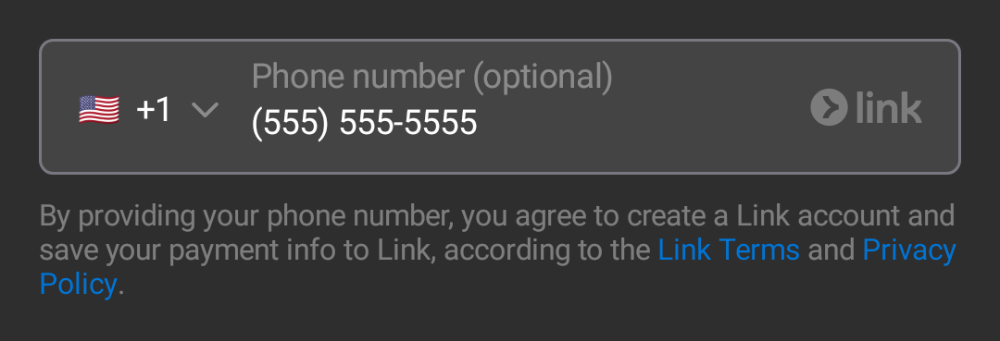 Phone number (optional)
+1 (555) 555-5555 link
By providing your phone number, you agree to create a Link account and
save your payment info to Link, according to the Link Terms and Privacy
Policy.